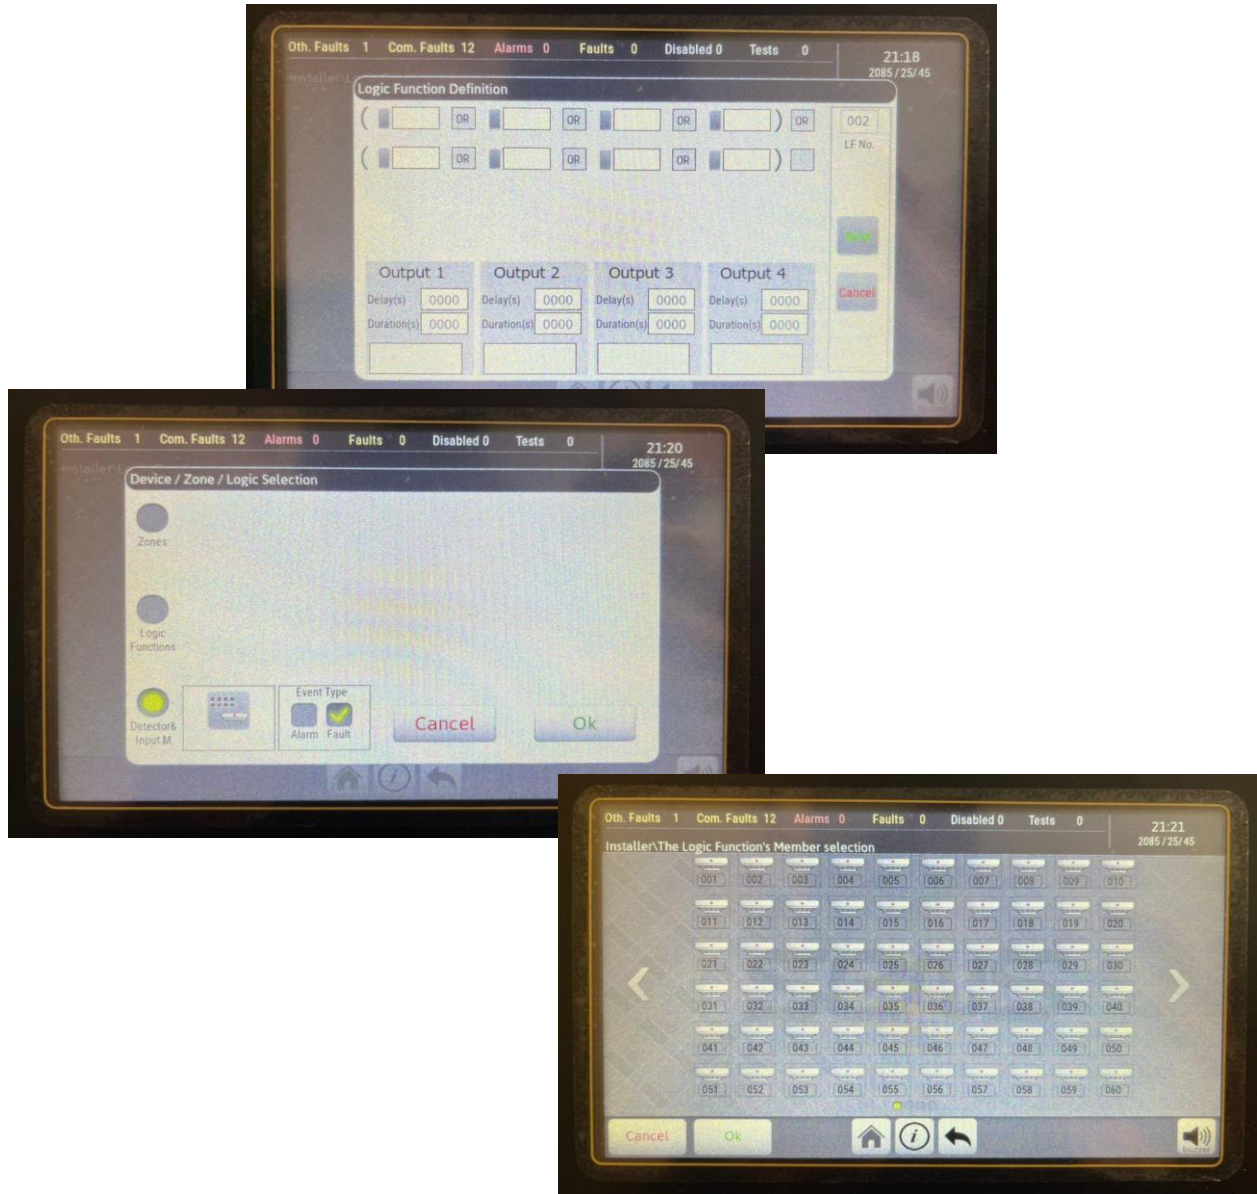 Oth. Faults 1 Com. Faults 12 Alarms 0 Faults 0 Disabled 0 Tests 0
21:18
2085/25/45
Logic Function Definition
( OR OR OR ) OR
( OR OR OR )
002
LF No.
Output 1 Output 2 Output 3 Output 4
Delay(s) 0000 Delay(s) 0000 Delay(s) 0000 Delay(s) 0000
Duration(s) 0000 Duration(s) 0000 Duration(s) 0000 Duration(s) 0000
Cancel
Oth. Faults 1 Com. Faults 12 Alarms 0 Faults 0 Disabled 0 Tests 0
21:20
2085/25/45
Device / Zone / Logic Selection
Zones
Logic
Functions
Detector&
Input M.
Event Type
Alarm Fault
Cancel Ok
Oth. Faults 1 Com. Faults 12 Alarms 0 Faults 0 Disabled 0 Tests 0
21:21
2085/25/45
Installer\The Logic Function's Member selection
001 002 003 004 005 006 007 008 009 010
011 012 013 014 015 016 017 018 019 020
021 022 023 024 025 026 027 028 029 030
031 032 033 034 035 036 037 038 039 040
041 042 043 044 045 046 047 048 049 050
051 052 053 054 055 056 057 058 059 060
Cancel Ok
buzzer